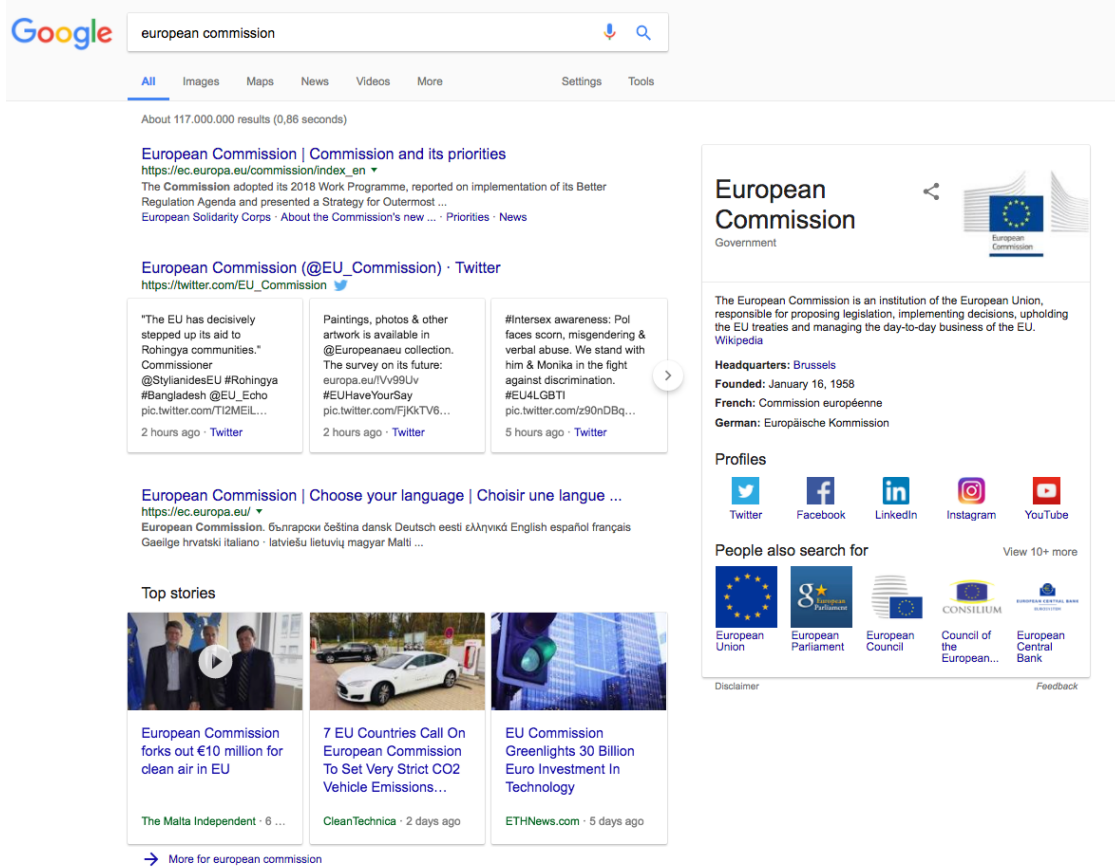 Google
european commission
All Images Maps News Videos More Settings Tools
About 117.000.000 results (0,86 seconds)
European Commission | Commission and its priorities
https://ec.europa.eu/commission/index_en
The Commission adopted its 2018 Work Programme, reported on implementation of its Better
Regulation Agenda and presented a Strategy for Outermost ...
European Solidarity Corps · About the Commission's new ... · Priorities · News
European Commission (@EU_Commission) · Twitter
https://twitter.com/EU_Commission
"The EU has decisively
stepped up its aid to
Rohingya communities."
Commissioner
@StylianidesEU #Rohingya
#Bangladesh @EU_Echo
pic.twitter.com/TI2MEiL...
2 hours ago · Twitter
Paintings, photos & other
artwork is available in
@Europeanaeu collection.
The survey on its future:
europa.eu/!Vv99Uv
#EUHaveYourSay
pic.twitter.com/FjKkTV6...
2 hours ago · Twitter
#Intersex awareness: Pol
faces scorn, misgendering &
verbal abuse. We stand with
him & Monika in the fight
against discrimination.
#EU4LGBTI
pic.twitter.com/z90nDBq...
5 hours ago · Twitter
European Commission | Choose your language | Choisir une langue ...
https://ec.europa.eu/
European Commission. български čeština dansk Deutsch eesti ελληνικά English español français
Gaeilge hrvatski italiano · latviešu lietuvių magyar Malti ...
Top stories
European Commission
forks out €10 million for
clean air in EU
The Malta Independent · 6 ...
7 EU Countries Call On
European Commission
To Set Very Strict CO2
Vehicle Emissions...
CleanTechnica · 2 days ago
EU Commission
Greenlights 30 Billion
Euro Investment In
Technology
ETHNews.com · 5 days ago
More for european commission
European
Commission
Government
European
Commission
The European Commission is an institution of the European Union,
responsible for proposing legislation, implementing decisions, upholding
the EU treaties and managing the day-to-day business of the EU.
Wikipedia
Headquarters: Brussels
Founded: January 16, 1958
French: Commission européenne
German: Europäische Kommission
Profiles
Twitter Facebook LinkedIn Instagram YouTube
People also search for View 10+ more
European
Parliament
CONSILIUM
EUROPEAN CENTRAL BANK
European
Union
European
Parliament
European
Council
Council of
the
European...
European
Central
Bank
Disclaimer Feedback